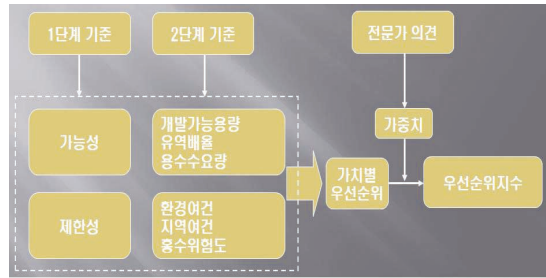 1단계 기준
2단계 기준
전문가 의견
가능성
개발가능용량
유역배율
용수수요량
가중치
가치별
우선순위
우선순위지수
제한성
환경여건
지역여건
홍수위험도